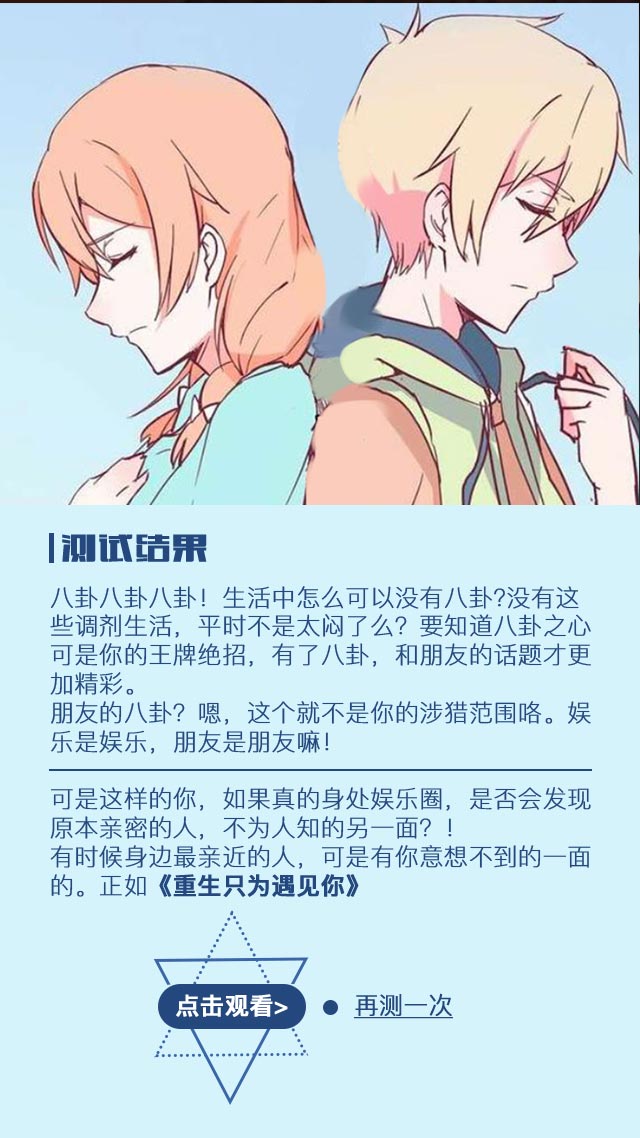 测试结果
八卦八卦八卦！生活中怎么可以没有八卦?没有这
些调剂生活，平时不是太闷了么？要知道八卦之心
可是你的王牌绝招，有了八卦，和朋友的话题才更
加精彩。
朋友的八卦？嗯，这个就不是你的涉猎范围咯。娱
乐是娱乐，朋友是朋友嘛！
可是这样的你，如果真的身处娱乐圈，是否会发现
原本亲密的人，不为人知的另一面？！
有时候身边最亲近的人，可是有你意想不到的一面
的。正如《重生只为遇见你》
点击观看> ● 再测一次